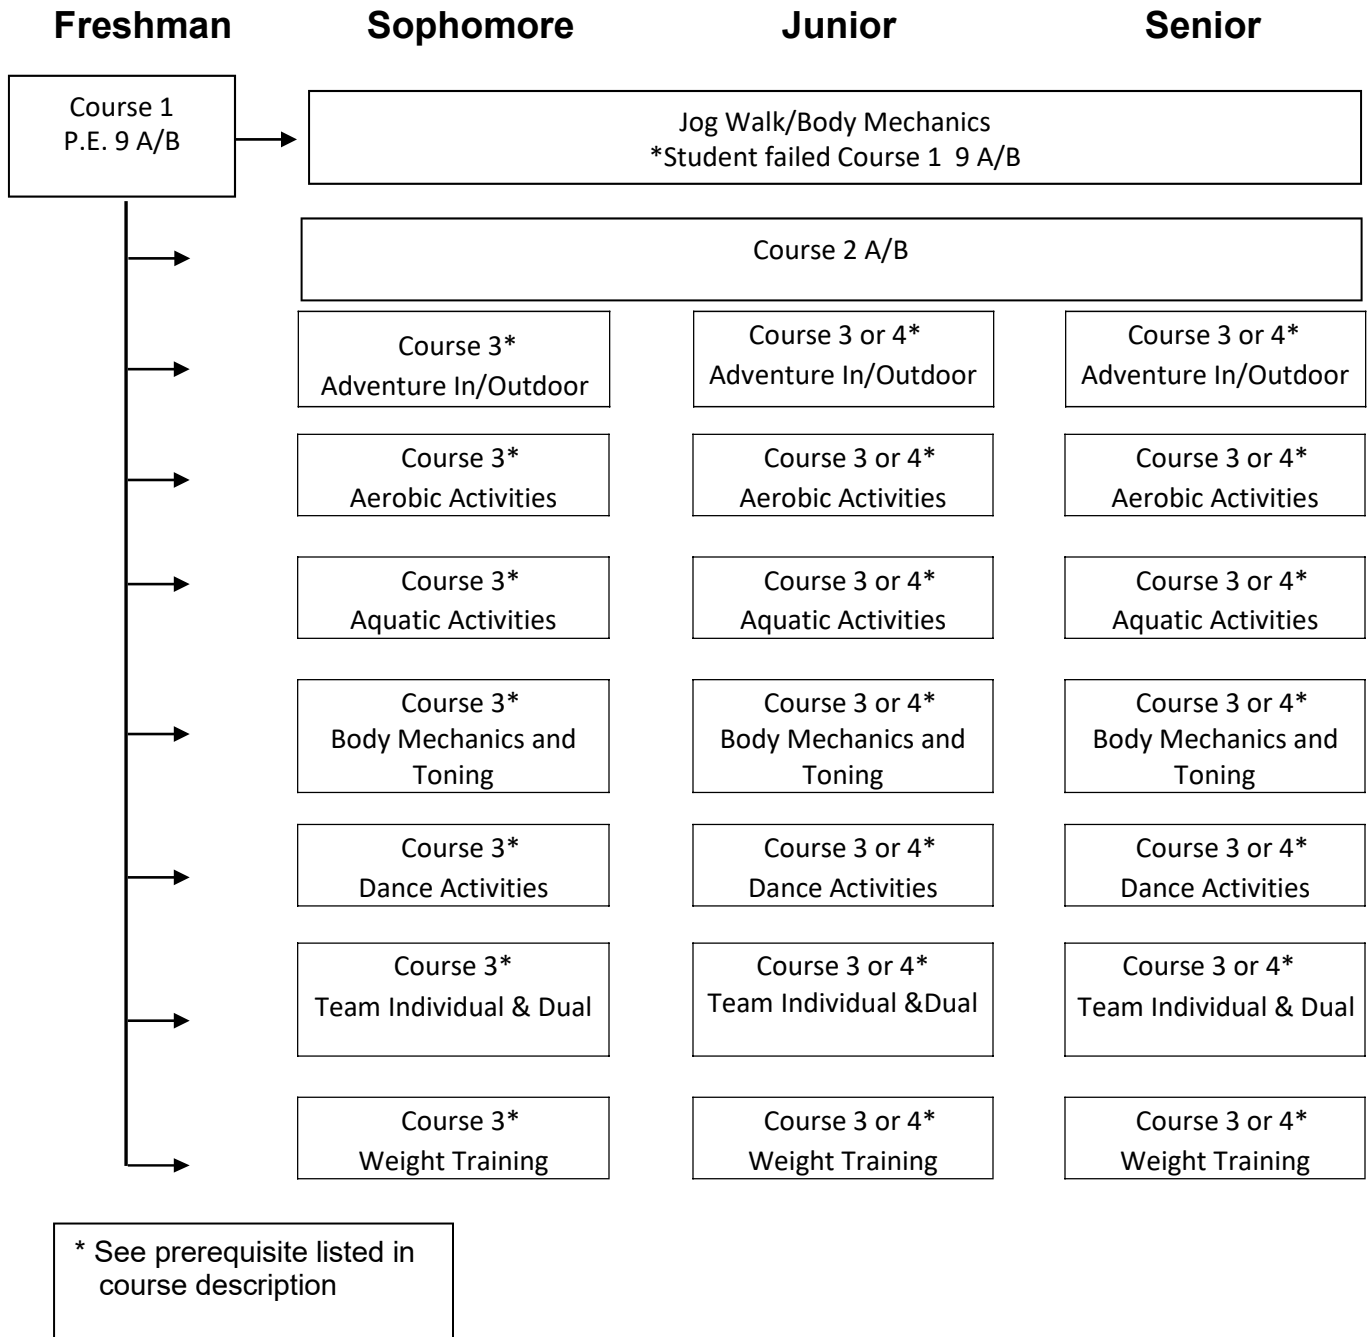 Freshman Sophomore Junior Senior
Course 1
P.E. 9 A/B
Jog Walk/Body Mechanics
*Student failed Course 1  9 A/B
Course 2 A/B
Course 3*
Adventure In/Outdoor
Course 3 or 4*
Adventure In/Outdoor
Course 3 or 4*
Adventure In/Outdoor
Course 3*
Aerobic Activities
Course 3 or 4*
Aerobic Activities
Course 3 or 4*
Aerobic Activities
Course 3*
Aquatic Activities
Course 3 or 4*
Aquatic Activities
Course 3 or 4*
Aquatic Activities
Course 3*
Body Mechanics and
Toning
Course 3 or 4*
Body Mechanics and
Toning
Course 3 or 4*
Body Mechanics and
Toning
Course 3*
Dance Activities
Course 3 or 4*
Dance Activities
Course 3 or 4*
Dance Activities
Course 3*
Team Individual & Dual
Course 3 or 4*
Team Individual &Dual
Course 3 or 4*
Team Individual & Dual
Course 3*
Weight Training
Course 3 or 4*
Weight Training
Course 3 or 4*
Weight Training
* See prerequisite listed in
course description